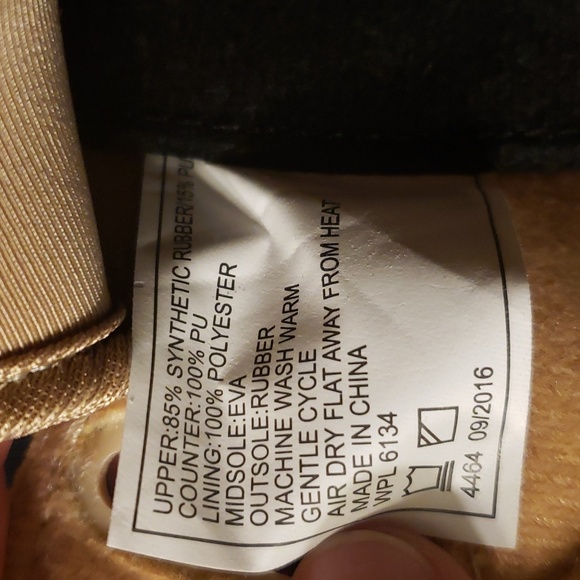 UPPER:85% SYNTHETIC RUBBER/15% PU
COUNTER:100% PU
LINING:100% POLYESTER
MIDSOLE:EVA
OUTSOLE:RUBBER
MACHINE WASH WARM
GENTLE CYCLE
AIR DRY FLAT AWAY FROM HEAT
MADE IN CHINA
WPL 6134
4464 09/2016